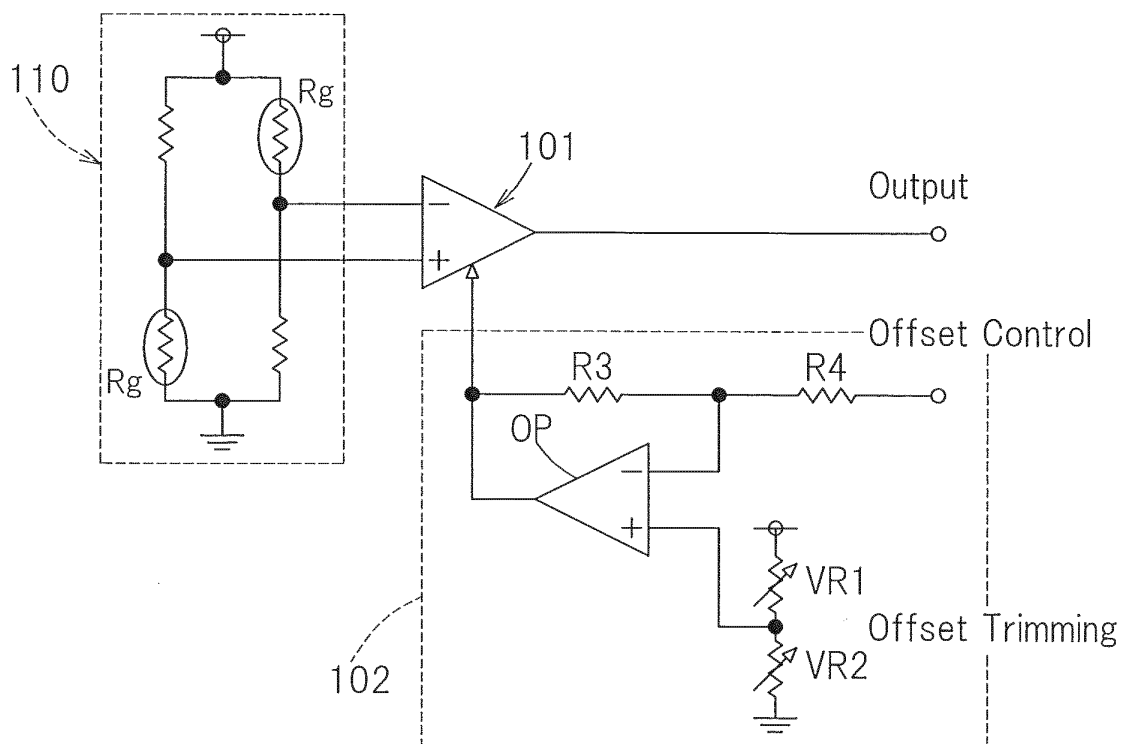 110
Rg
101
Output
−
+
Rg
Offset Control
R3
R4
OP
−
+
VR1
Offset Trimming
VR2
102